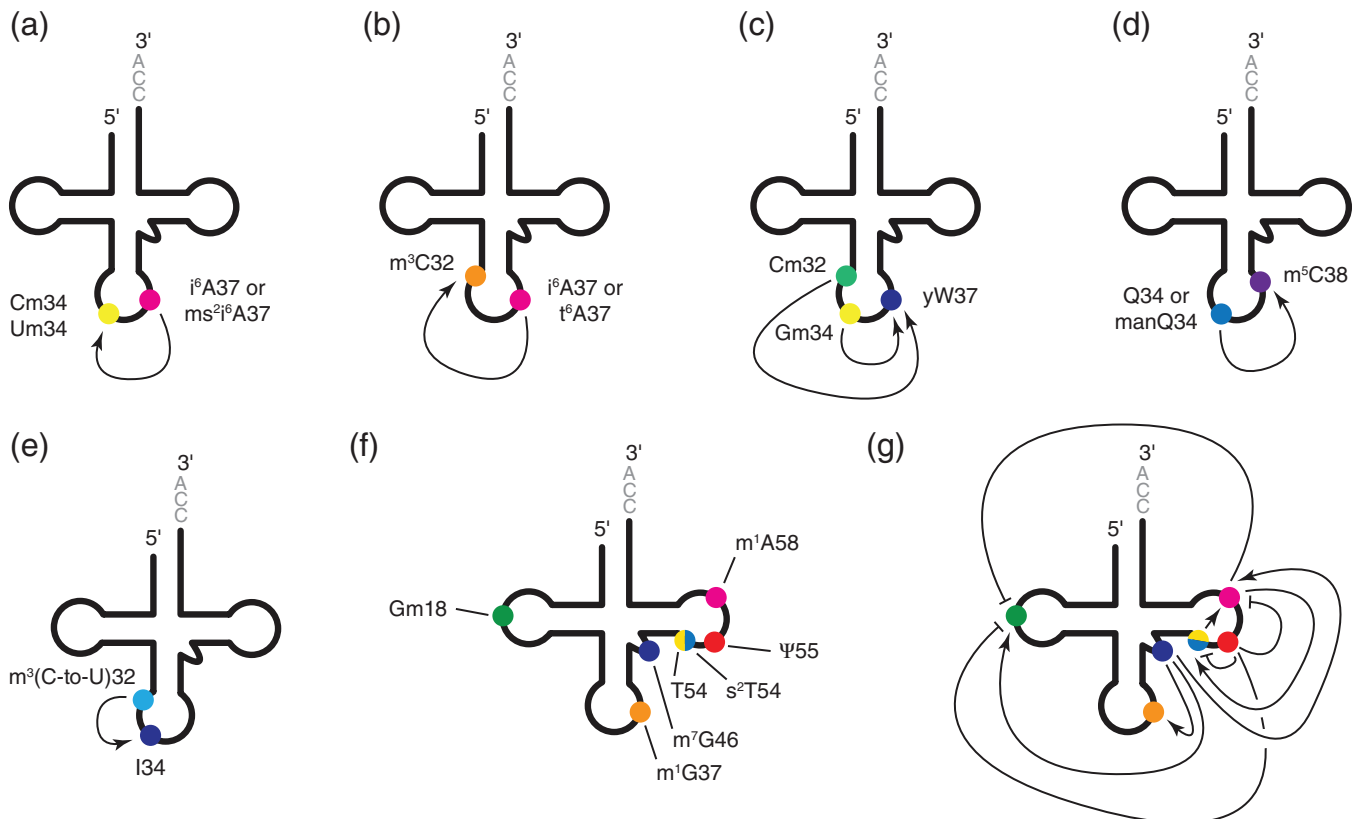 (a)
3'
A
C
C
5'
Cm34
Um34
i⁶A37 or
ms²i⁶A37
(b)
3'
A
C
C
5'
m³C32
i⁶A37 or
t⁶A37
(c)
3'
A
C
C
5'
Cm32
Gm34
yW37
(d)
3'
A
C
C
5'
Q34 or
manQ34
m⁵C38
(e)
3'
A
C
C
5'
m³(C-to-U)32
I34
(f)
3'
A
C
C
5'
Gm18
m¹A58
Ψ55
T54
s²T54
m⁷G46
m¹G37
(g)
3'
A
C
C
5'